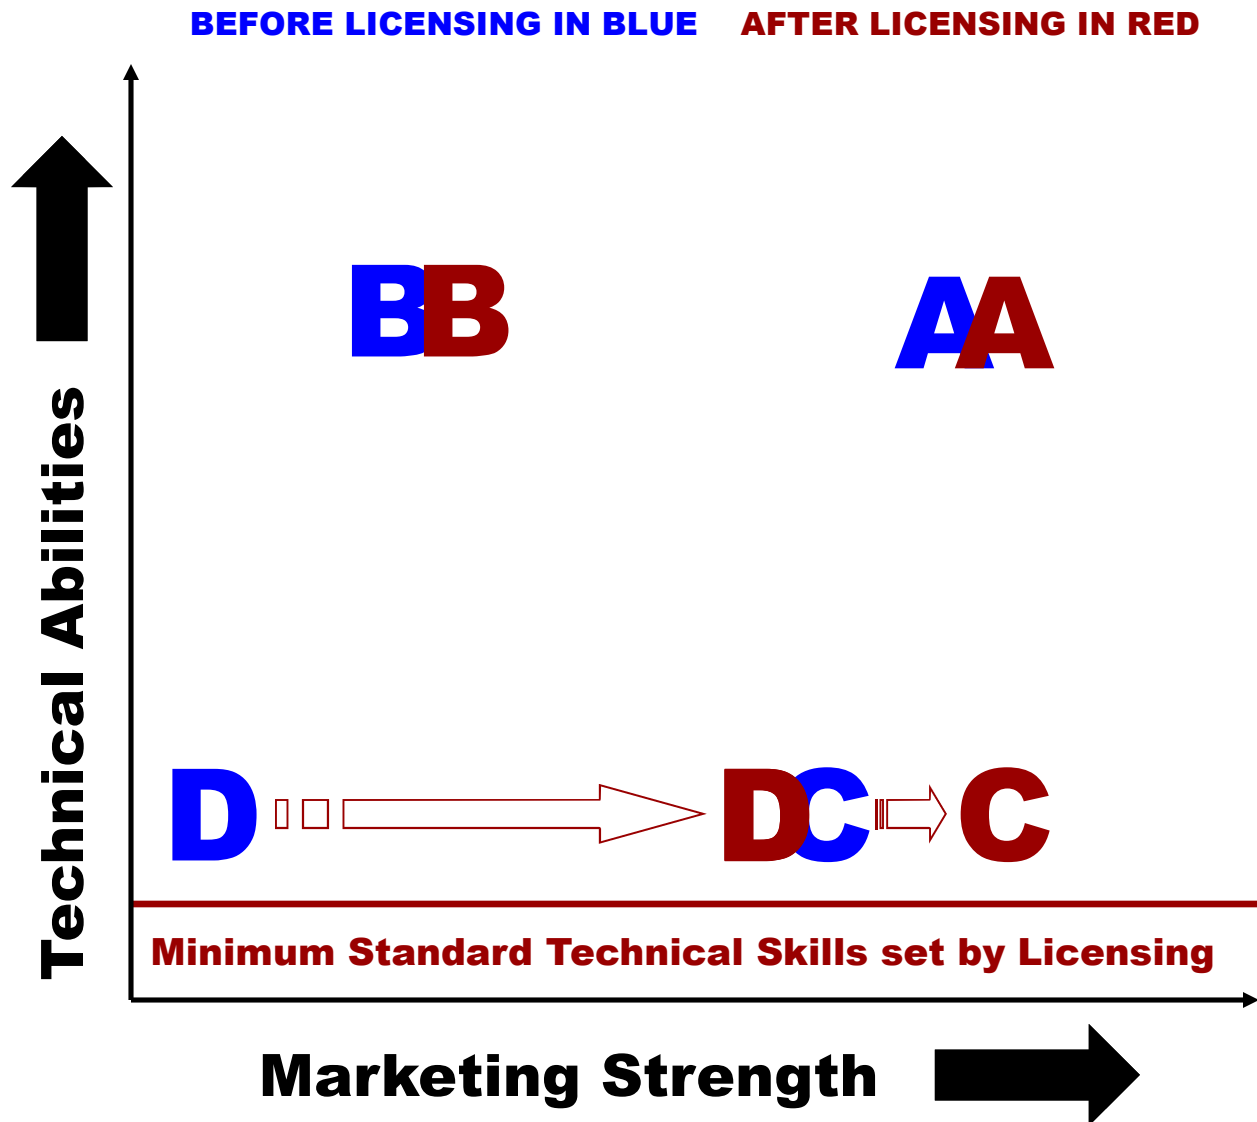 BEFORE LICENSING IN BLUE AFTER LICENSING IN RED
Technical Abilities
B B A A
D D C C
Minimum Standard Technical Skills set by Licensing
Marketing Strength